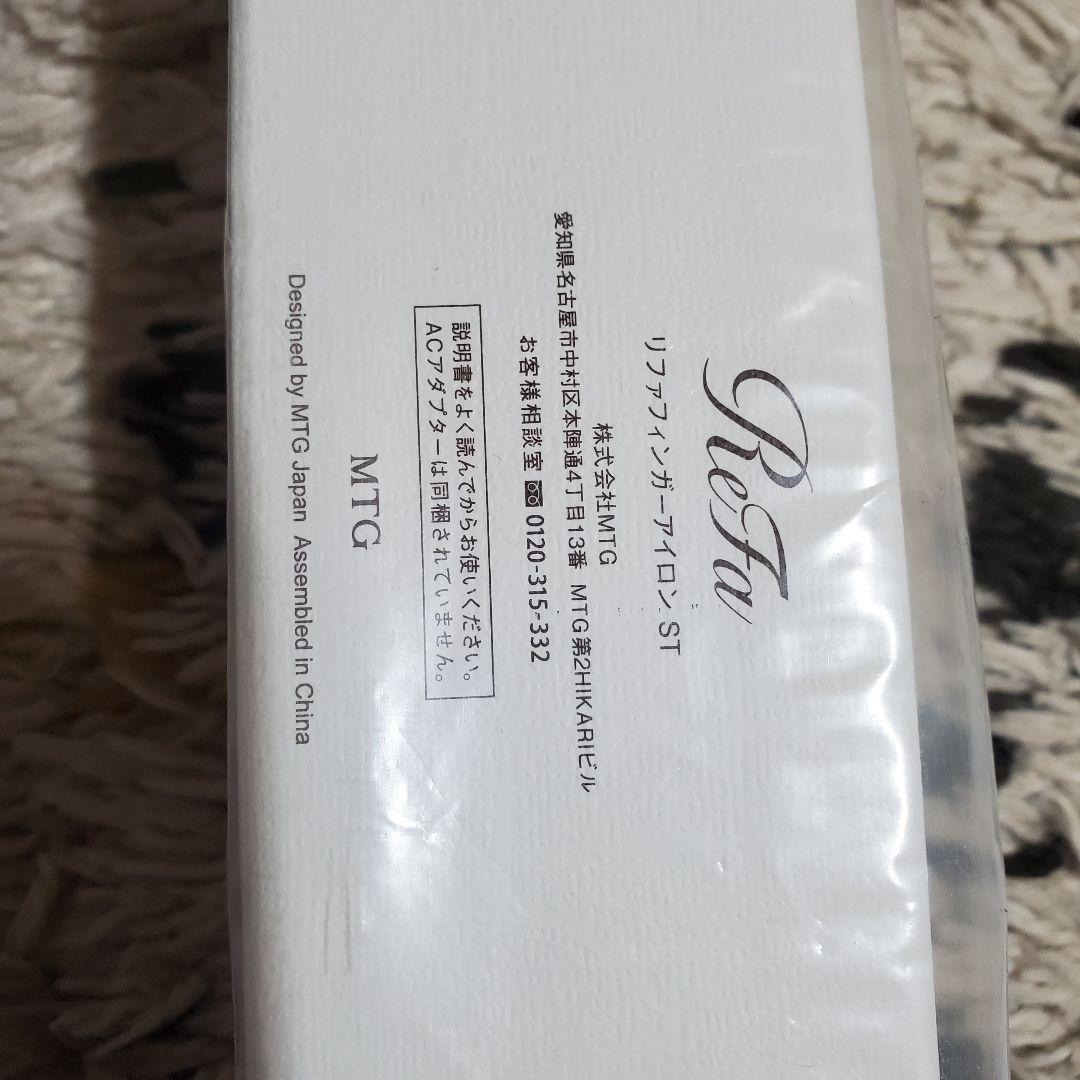 ReFa
リファフィンガーアイロン ST
株式会社MTG
愛知県名古屋市中村区本陣通4丁目13番 MTG第2HIKARIビル
お客様相談室 0120-315-332
説明書をよく読んでからお使いください。
ACアダプターは同梱されていません。
MTG
Designed by MTG Japan Assembled in China